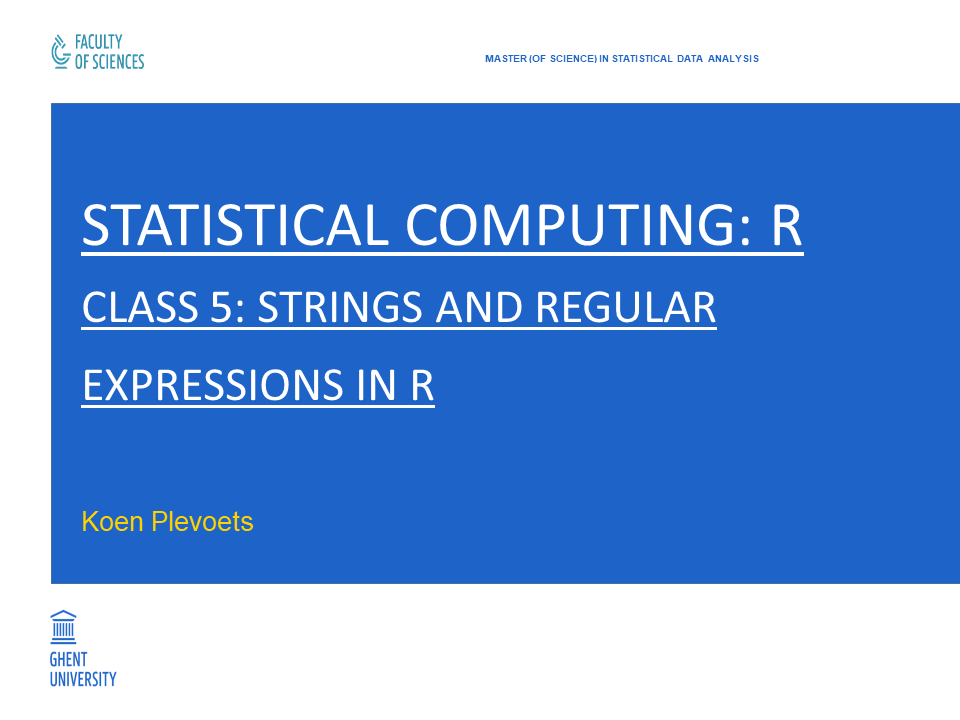 FACULTY
OF SCIENCES
MASTER (OF SCIENCE) IN STATISTICAL DATA ANALYSIS
STATISTICAL COMPUTING: R
CLASS 5: STRINGS AND REGULAR
EXPRESSIONS IN R
Koen Plevoets
GHENT
UNIVERSITY